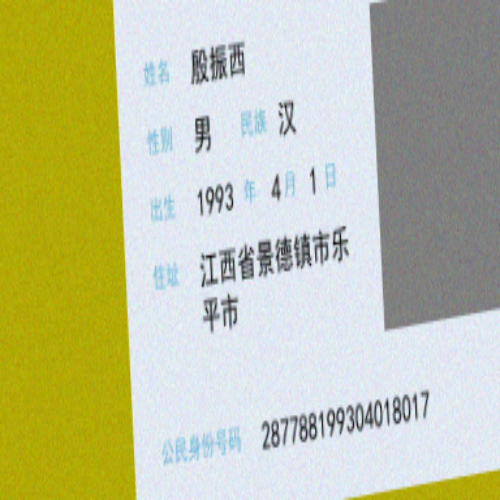 姓名 殷振西
性别 男 民族 汉
出生 1993 年 4 月 1 日
住址 江西省景德镇市乐
平市
公民身份号码 287788199304018017